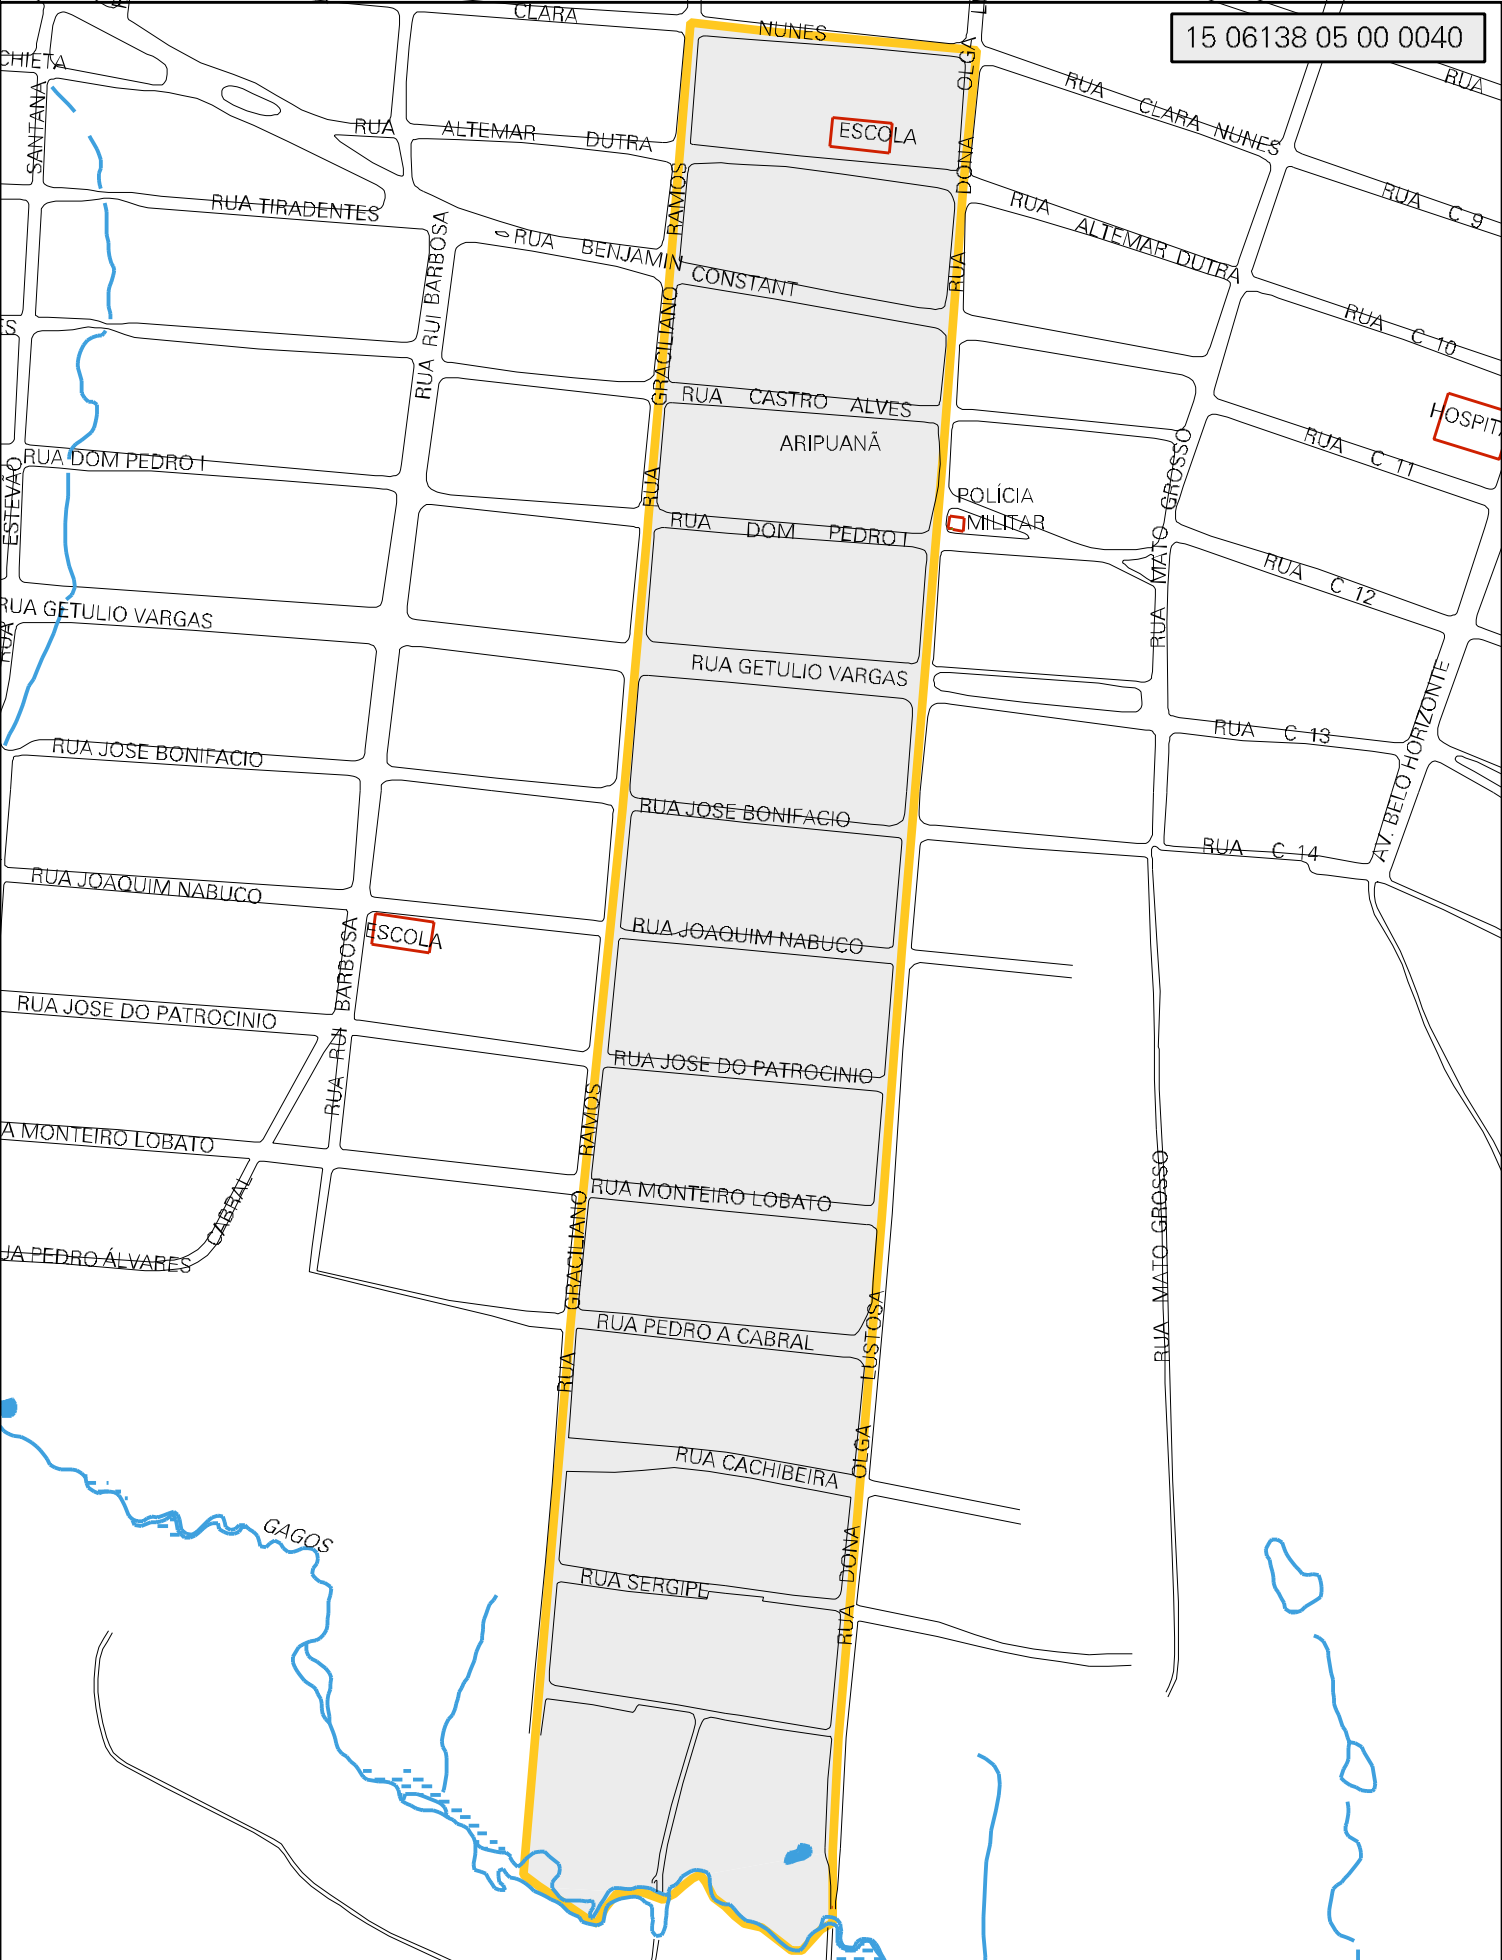 15 06138 05 00 0040
CLARA NUNES
OLGA
CHIETA
RUA
RUA CLARA NUNES
SANTANA
RUA ALTEMAR DUTRA
ESCOLA
DONA
RUA C 9
RUA TIRADENTES
RAMOS
RUA ALTEMAR DUTRA
RUA BENJAMIN CONSTANT
RUA
RUA RUI BARBOSA
GRACILIANO
RUA C 10
ES
RUA CASTRO ALVES
HOSPIT
ARIPUANÃ
RUA C 11
RUA DOM PEDRO I
RUA
ESTEVÃO
POLÍCIA
MILITAR
RUA DOM PEDRO I
RUA MATO GROSSO
RUA C 12
RUA GETULIO VARGAS
RUA
RUA GETULIO VARGAS
RUA C 13
AV. BELO HORIZONTE
RUA JOSE BONIFACIO
RUA JOSE BONIFACIO
RUA C 14
RUA JOAQUIM NABUCO
RUA JOAQUIM NABUCO
ESCOLA
RUA RUI BARBOSA
RUA JOSE DO PATROCINIO
RUA JOSE DO PATROCINIO
RAMOS
A MONTEIRO LOBATO
RUA MONTEIRO LOBATO
CABRAL
GRACILIANO
RUA MATO GROSSO
UA PEDRO ÁLVARES
RUA PEDRO A CABRAL
LUSTOSA
RUA
RUA CACHIBEIRA
OLGA
GAGOS
DONA
RUA SERGIPE
RUA